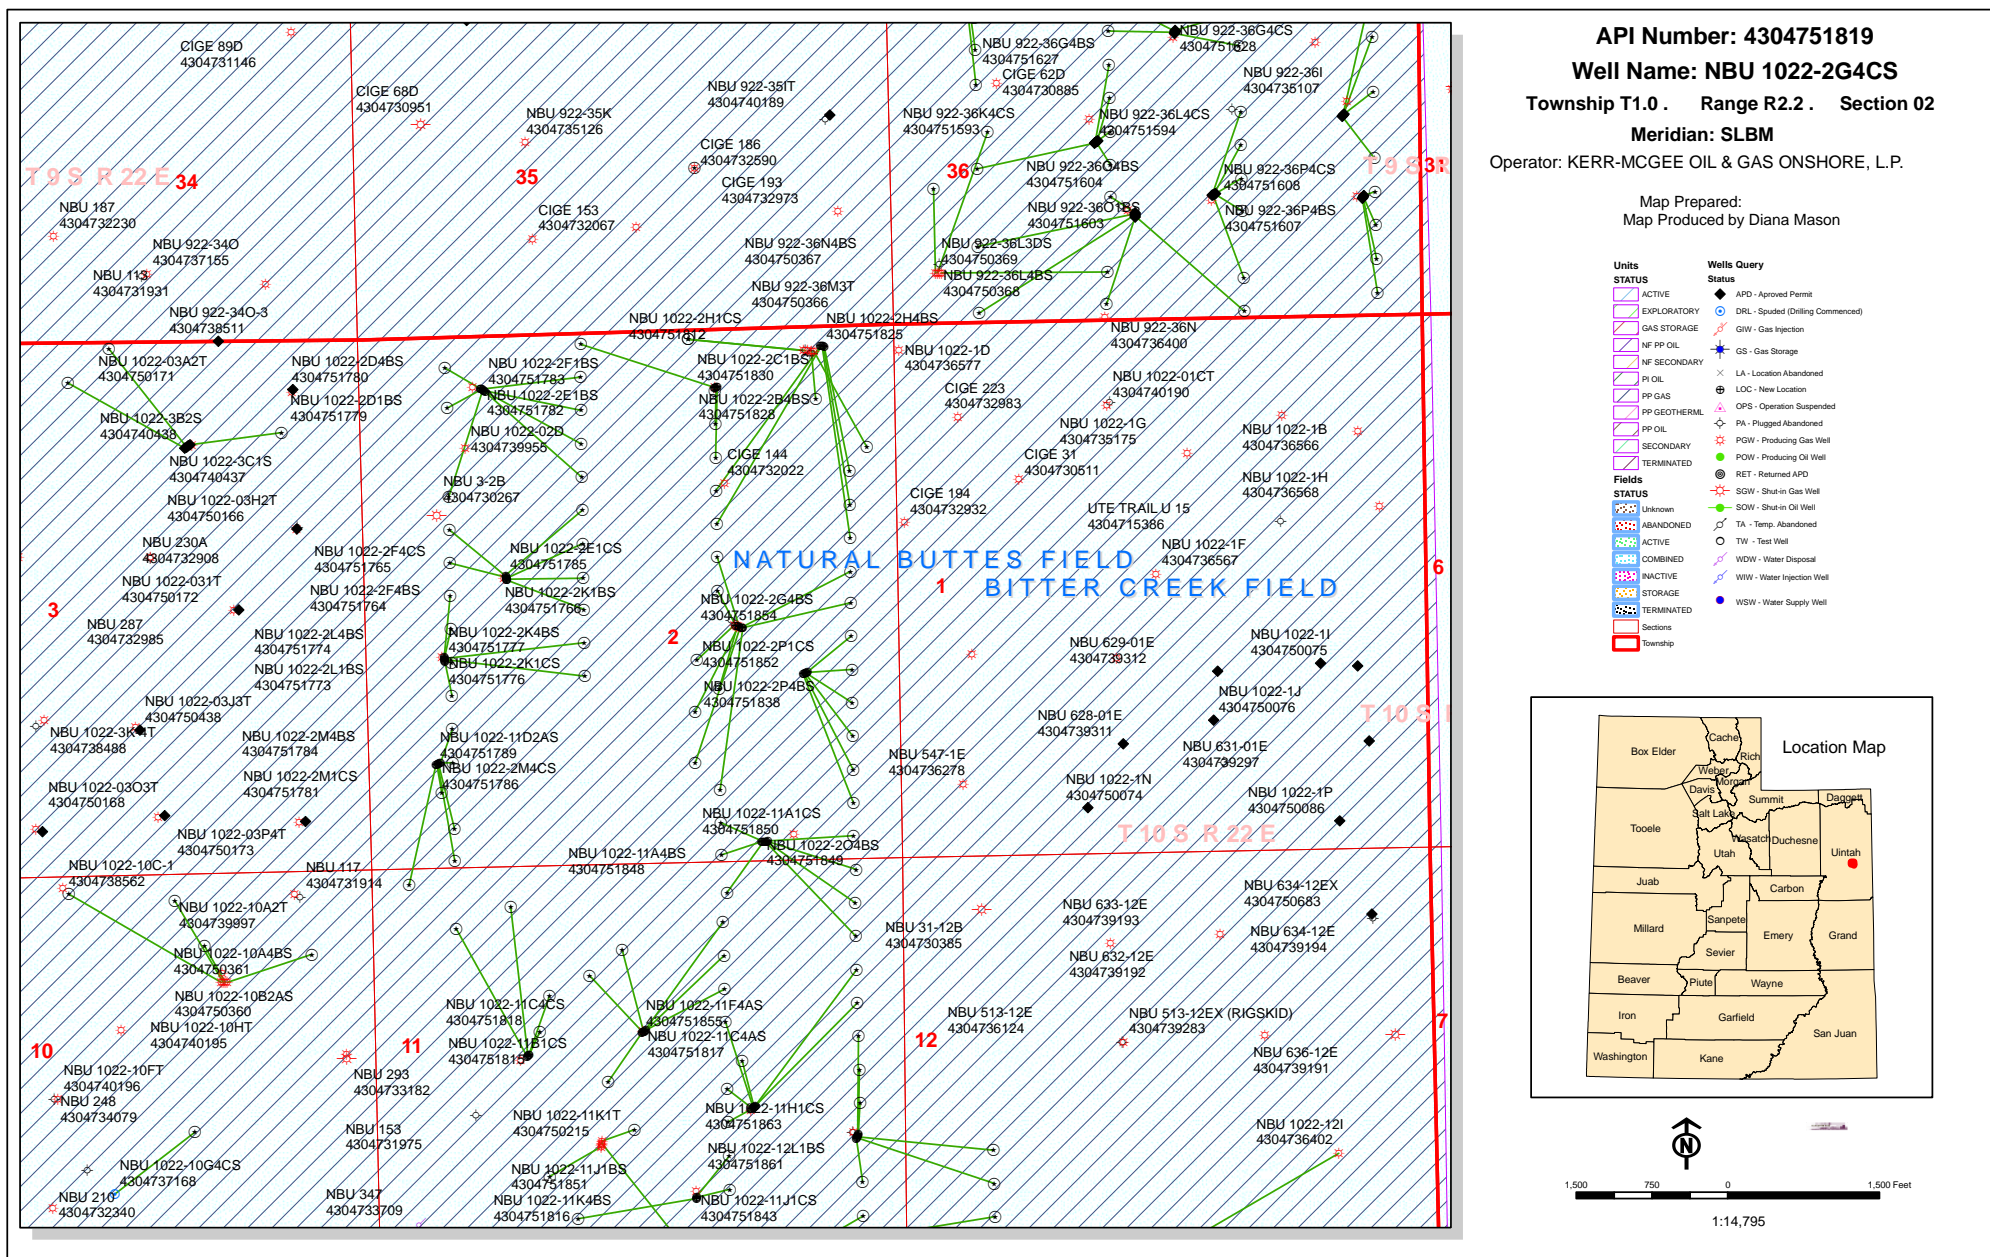 CIGE 89D
4304731146
CIGE 68D
4304730951
NBU 922-35K
4304735126
NBU 922-35IT
4304740189
CIGE 186
4304732590
CIGE 193
4304732973
CIGE 153
4304732067
NBU 922-36G4BS
4304751627
CIGE 62D
4304730885
NBU 922-36G4CS
4304751628
NBU 922-36I
4304735107
NBU 922-36K4CS
4304751593
NBU 922-36L4CS
4304751594
NBU 922-36O4BS
4304751604
NBU 922-36P4CS
4304751608
NBU 922-36O1BS
4304751603
NBU 922-36P4BS
4304751607
T 9 S R 22 E
34
35
36
T 9 S R
31
NBU 187
4304732230
NBU 922-34O
4304737155
NBU 113
4304731931
NBU 922-34O-3
4304738511
NBU 922-36N4BS
4304750367
NBU 922-36L3DS
4304750369
NBU 922-36L4BS
4304750368
NBU 922-36M3T
4304750366
NBU 1022-2H1CS
4304751812
NBU 1022-2H4BS
4304751825
NBU 922-36N
4304736400
NBU 1022-03A2T
4304750171
NBU 1022-2D4BS
4304751780
NBU 1022-2D1BS
4304751779
NBU 1022-2F1BS
4304751783
NBU 1022-2E1BS
4304751782
NBU 1022-2C1BS
4304751830
NBU 1022-2B4BS
4304751828
NBU 1022-1D
4304736577
CIGE 223
4304732983
NBU 1022-01CT
4304740190
NBU 1022-3B2S
4304740438
NBU 1022-3C1S
4304740437
NBU 1022-02D
4304739955
CIGE 144
4304732022
NBU 1022-1G
4304735175
NBU 1022-1B
4304736566
CIGE 31
4304730511
NBU 1022-1H
4304736568
NBU 1022-03H2T
4304750166
NBU 3-2B
4304730267
CIGE 194
4304732932
UTE TRAIL U 15
4304715386
NBU 230A
4304732908
NBU 1022-2F4CS
4304751765
NBU 1022-2E1CS
4304751785
NBU 1022-1F
4304736567
NATURAL BUTTES FIELD
BITTER CREEK FIELD
NBU 1022-031T
4304750172
NBU 1022-2F4BS
4304751764
NBU 1022-2K1BS
4304751766
NBU 1022-2G4BS
4304751854
3
2
1
6
NBU 287
4304732985
NBU 1022-2L4BS
4304751774
NBU 1022-2K4BS
4304751777
NBU 1022-2P1CS
4304751852
NBU 629-01E
4304739312
NBU 1022-1I
4304750075
NBU 1022-2L1BS
4304751773
NBU 1022-2K1CS
4304751776
NBU 1022-2P4BS
4304751838
NBU 1022-1J
4304750076
NBU 1022-03J3T
4304750438
NBU 1022-3K4T
4304738488
NBU 1022-2M4BS
4304751784
NBU 1022-11D2AS
4304751789
NBU 628-01E
4304739311
NBU 631-01E
4304739297
T 10 S
NBU 1022-2M1CS
4304751781
NBU 1022-2M4CS
4304751786
NBU 547-1E
4304736278
NBU 1022-1N
4304750074
NBU 1022-1P
4304750086
NBU 1022-03O3T
4304750168
NBU 1022-03P4T
4304750173
NBU 1022-11A1CS
4304751850
NBU 1022-2O4BS
4304751849
NBU 1022-11A4BS
4304751848
T 10 S R 22 E
NBU 1022-10C-1
4304738562
NBU 117
4304731914
NBU 1022-10A2T
4304739997
NBU 1022-10A4BS
4304750361
NBU 1022-10B2AS
4304750360
NBU 31-12B
4304730385
NBU 633-12E
4304739193
NBU 634-12EX
4304750683
NBU 634-12E
4304739194
NBU 632-12E
4304739192
NBU 1022-10HT
4304740195
NBU 1022-11C4CS
4304751818
NBU 1022-11F4AS
4304751855
NBU 1022-11B1CS
4304751815
NBU 1022-11C4AS
4304751817
NBU 513-12E
4304736124
NBU 513-12EX (RIGSKID)
4304739283
NBU 636-12E
4304739191
10
11
12
7
NBU 1022-10FT
4304740196
NBU 248
4304734079
NBU 293
4304733182
NBU 153
4304731975
NBU 1022-11K1T
4304750215
NBU 1022-11H1CS
4304751863
NBU 1022-12I
4304736402
NBU 1022-10G4CS
4304737168
NBU 210
4304732340
NBU 347
4304733709
NBU 1022-11J1BS
4304751851
NBU 1022-12L1BS
4304751861
NBU 1022-11K4BS
4304751816
NBU 1022-11J1CS
4304751843
API Number: 4304751819
Well Name: NBU 1022-2G4CS
Township T1.0 . Range R2.2 . Section 02
Meridian: SLBM
Operator: KERR-MCGEE OIL & GAS ONSHORE, L.P.
Map Prepared:
Map Produced by Diana Mason
Units
STATUS
ACTIVE
EXPLORATORY
GAS STORAGE
NF PP OIL
NF SECONDARY
PI OIL
PP GAS
PP GEOTHERML
PP OIL
SECONDARY
TERMINATED
Fields
STATUS
Unknown
ABANDONED
ACTIVE
COMBINED
INACTIVE
STORAGE
TERMINATED
Sections
Township
Wells Query
Status
APD - Aproved Permit
DRL - Spuded (Drilling Commenced)
GIW - Gas Injection
GS - Gas Storage
LA - Location Abandoned
LOC - New Location
OPS - Operation Suspended
PA - Plugged Abandoned
PGW - Producing Gas Well
POW - Producing Oil Well
RET - Returned APD
SGW - Shut-in Gas Well
SOW - Shut-in Oil Well
TA - Temp. Abandoned
TW - Test Well
WDW - Water Disposal
WIW - Water Injection Well
WSW - Water Supply Well
Location Map
Box Elder
Cache
Rich
Weber
Morgan
Davis
Summit
Daggett
Salt Lake
Tooele
Wasatch
Duchesne
Utah
Uintah
Juab
Carbon
Sanpete
Millard
Emery
Grand
Sevier
Beaver
Piute
Wayne
Iron
Garfield
San Juan
Washington
Kane
N
1,500 750 0 1,500 Feet
1:14,795